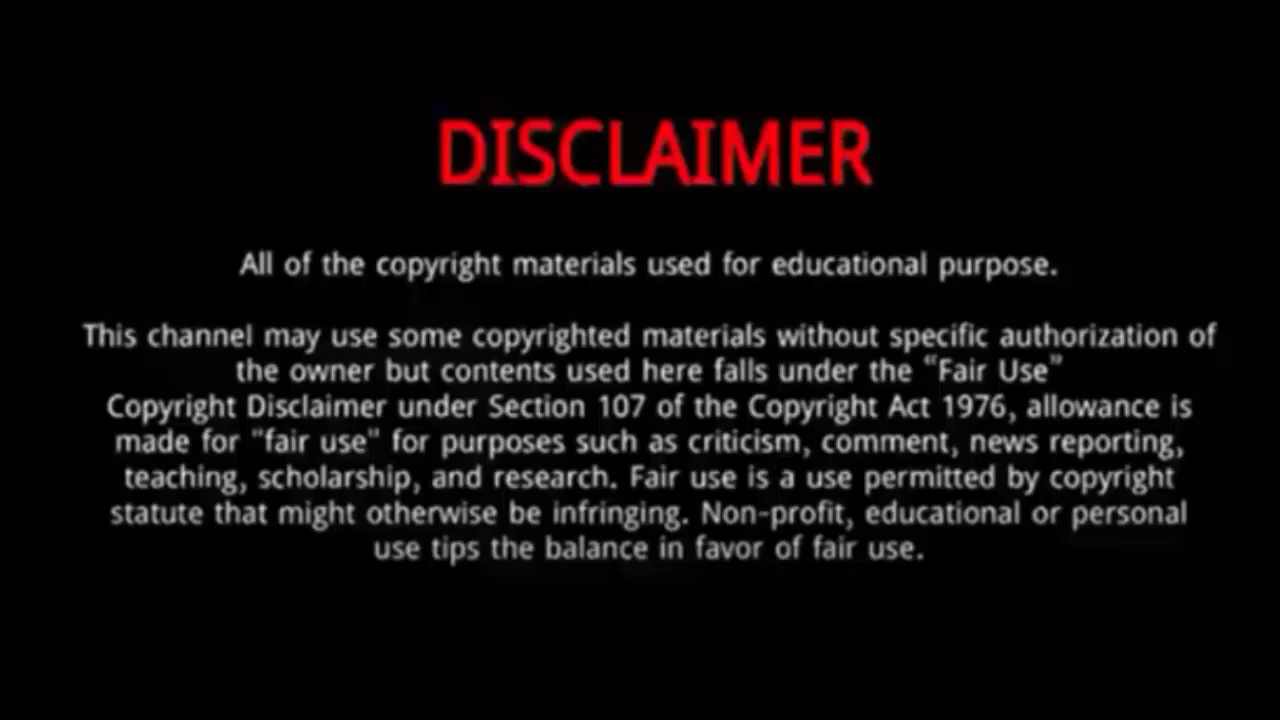 DISCLAIMER
All of the copyright materials used for educational purpose.
This channel may use some copyrighted materials without specific authorization of
the owner but contents used here falls under the “Fair Use”
Copyright Disclaimer under Section 107 of the Copyright Act 1976, allowance is
made for "fair use" for purposes such as criticism, comment, news reporting,
teaching, scholarship, and research. Fair use is a use permitted by copyright
statute that might otherwise be infringing. Non-profit, educational or personal
use tips the balance in favor of fair use.